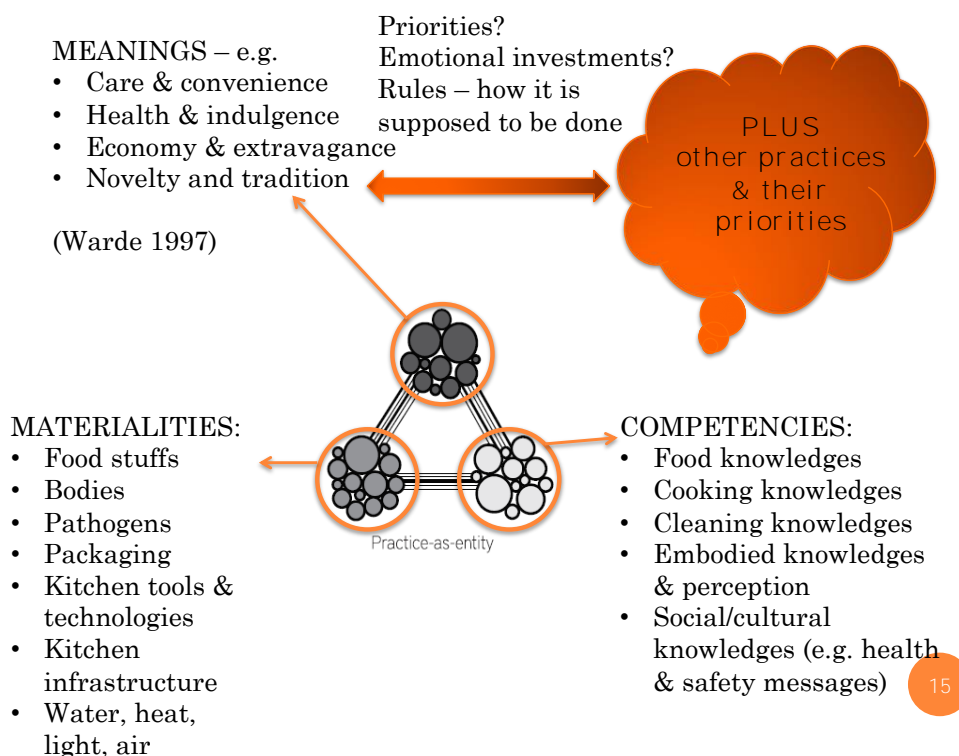 MEANINGS – e.g.
• Care & convenience
• Health & indulgence
• Economy & extravagance
• Novelty and tradition
(Warde 1997)
Priorities?
Emotional investments?
Rules – how it is
supposed to be done
PLUS
other practices
& their
priorities
Practice-as-entity
MATERIALITIES:
• Food stuffs
• Bodies
• Pathogens
• Packaging
• Kitchen tools &
technologies
• Kitchen
infrastructure
• Water, heat,
light, air
COMPETENCIES:
• Food knowledges
• Cooking knowledges
• Cleaning knowledges
• Embodied knowledges
& perception
• Social/cultural
knowledges (e.g. health
& safety messages)
15